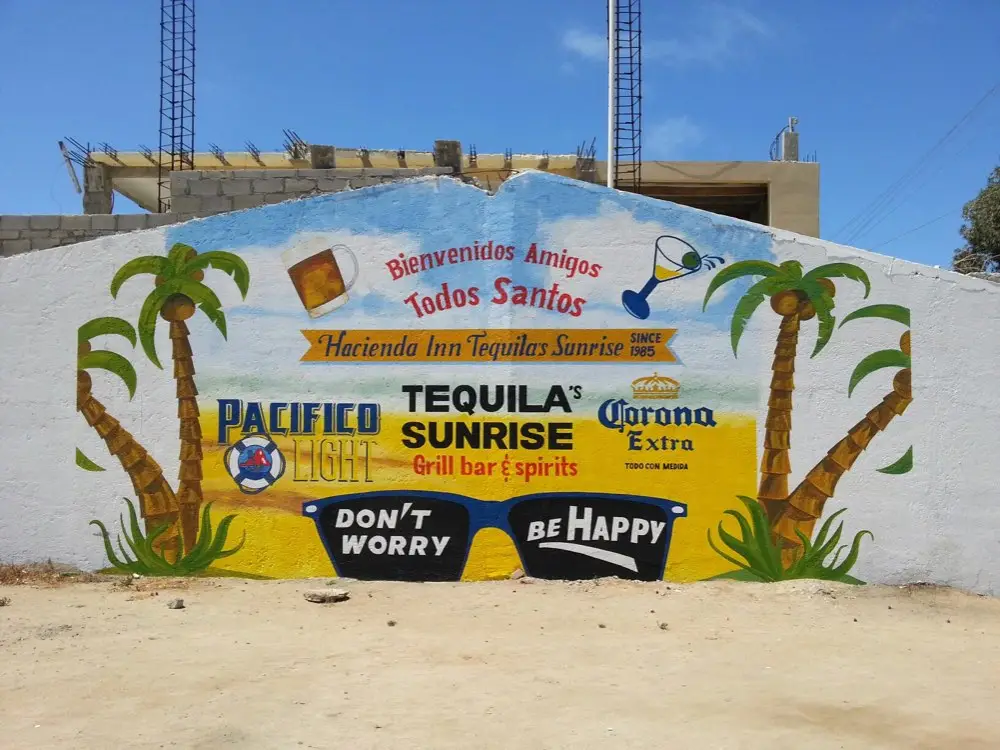 Bienvenidos Amigos
Todos Santos
Hacienda Inn Tequila's Sunrise SINCE 1985
PACIFICO
LIGHT
TEQUILA'S
SUNRISE
Grill bar & spirits
Corona
Extra
TODO CON MEDIDA
DON'T
WORRY
BE HAPPY